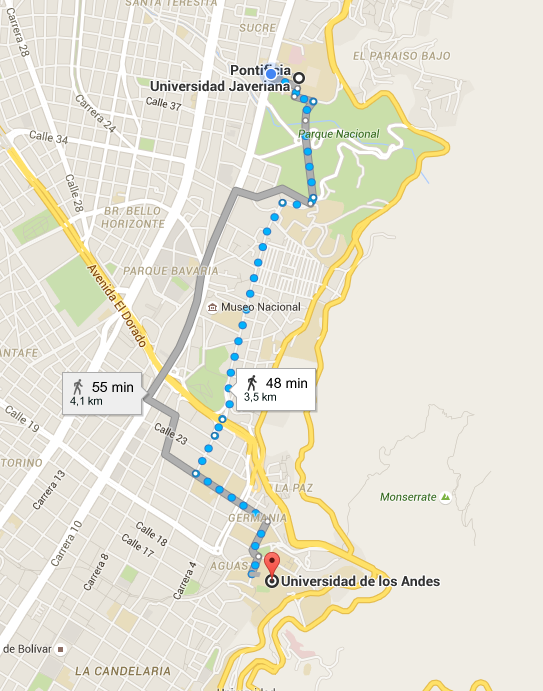 SANTA TERESITA
Carrera 28
SUCRE
EL PARAISO BAJO
Pontificia
Universidad Javeriana
Calle 37
Carrera 24
Calle 34
Parque Nacional
Calle 28
BR. BELLO
HORIZONTE
PARQUE BAVARIA
Avenida El Dorado
Museo Nacional
ANTAFE
55 min
4,1 km
48 min
3,5 km
Calle 19
Calle 23
TORINO
Carrera 13
LA PAZ
Monserrate
GERMANIA
Carrera 10
Calle 18
Calle 17
Carrera 8
Carrera 4
AGUAS
Universidad de los Andes
de Bolívar
LA CANDELARIA
Universidad